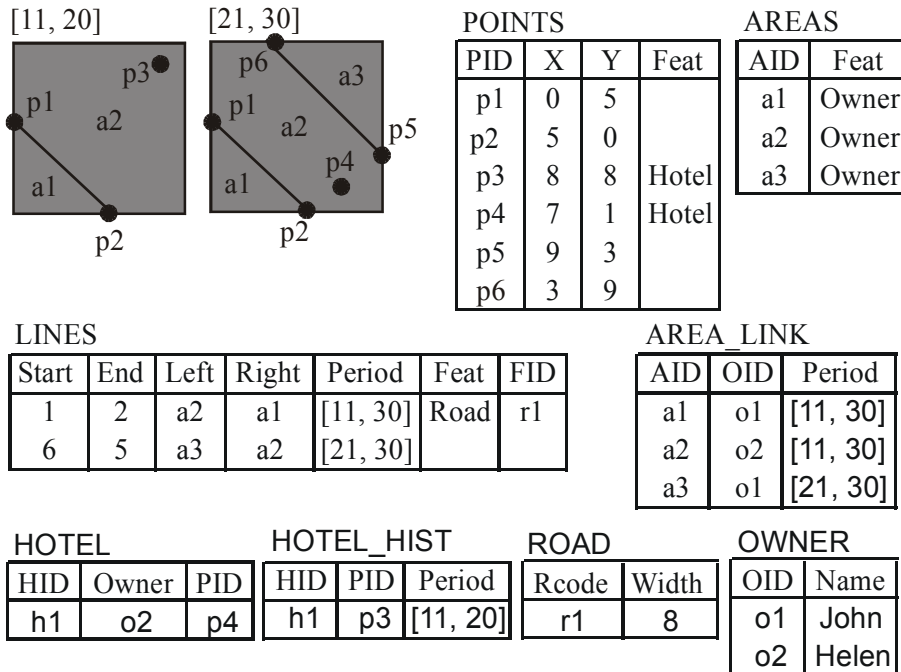 [11, 20]
p3
p1
a2
a1
p2
[21, 30]
p6
a3
p1
a2
p5
p4
a1
p2
POINTS
PID X Y Feat
p1 0 5
p2 5 0
p3 8 8 Hotel
p4 7 1 Hotel
p5 9 3
p6 3 9
AREAS
AID Feat
a1 Owner
a2 Owner
a3 Owner
LINES
Start End Left Right Period Feat FID
1 2 a2 a1 [11, 30] Road r1
6 5 a3 a2 [21, 30]
AREA_LINK
AID OID Period
a1 o1 [11, 30]
a2 o2 [11, 30]
a3 o1 [21, 30]
HOTEL
HID Owner PID
h1 o2 p4
HOTEL_HIST
HID PID Period
h1 p3 [11, 20]
ROAD
Rcode Width
r1 8
OWNER
OID Name
o1 John
o2 Helen